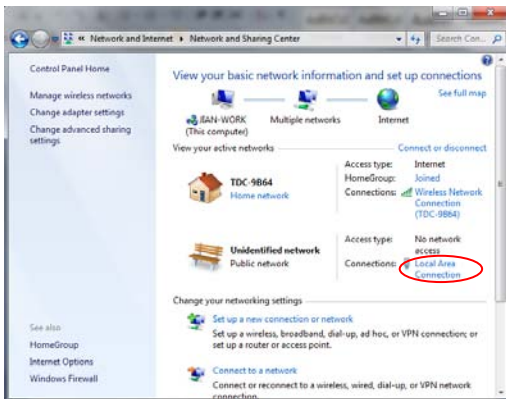 « Network and Internet ▸ Network and Sharing Center
Search Con...
Control Panel Home
Manage wireless networks
Change adapter settings
Change advanced sharing
settings
See also
HomeGroup
Internet Options
Windows Firewall
View your basic network information and set up connections
See full map
-WORK
(This computer)
Multiple networks
Internet
View your active networks
Connect or disconnect
TDC-9864
Home network
Access type: Internet
HomeGroup: Joined
Connections: Wireless Network
Connection
(TDC-9864)
Unidentified network
Public network
Access type: No network
access
Connections: Local Area
Connection
Change your networking settings
Set up a new connection or network
Set up a wireless, broadband, dial-up, ad hoc, or VPN connection; or
set up a router or access point.
Connect to a network
Connect or reconnect to a wireless, wired, dial-up, or VPN network
connection.